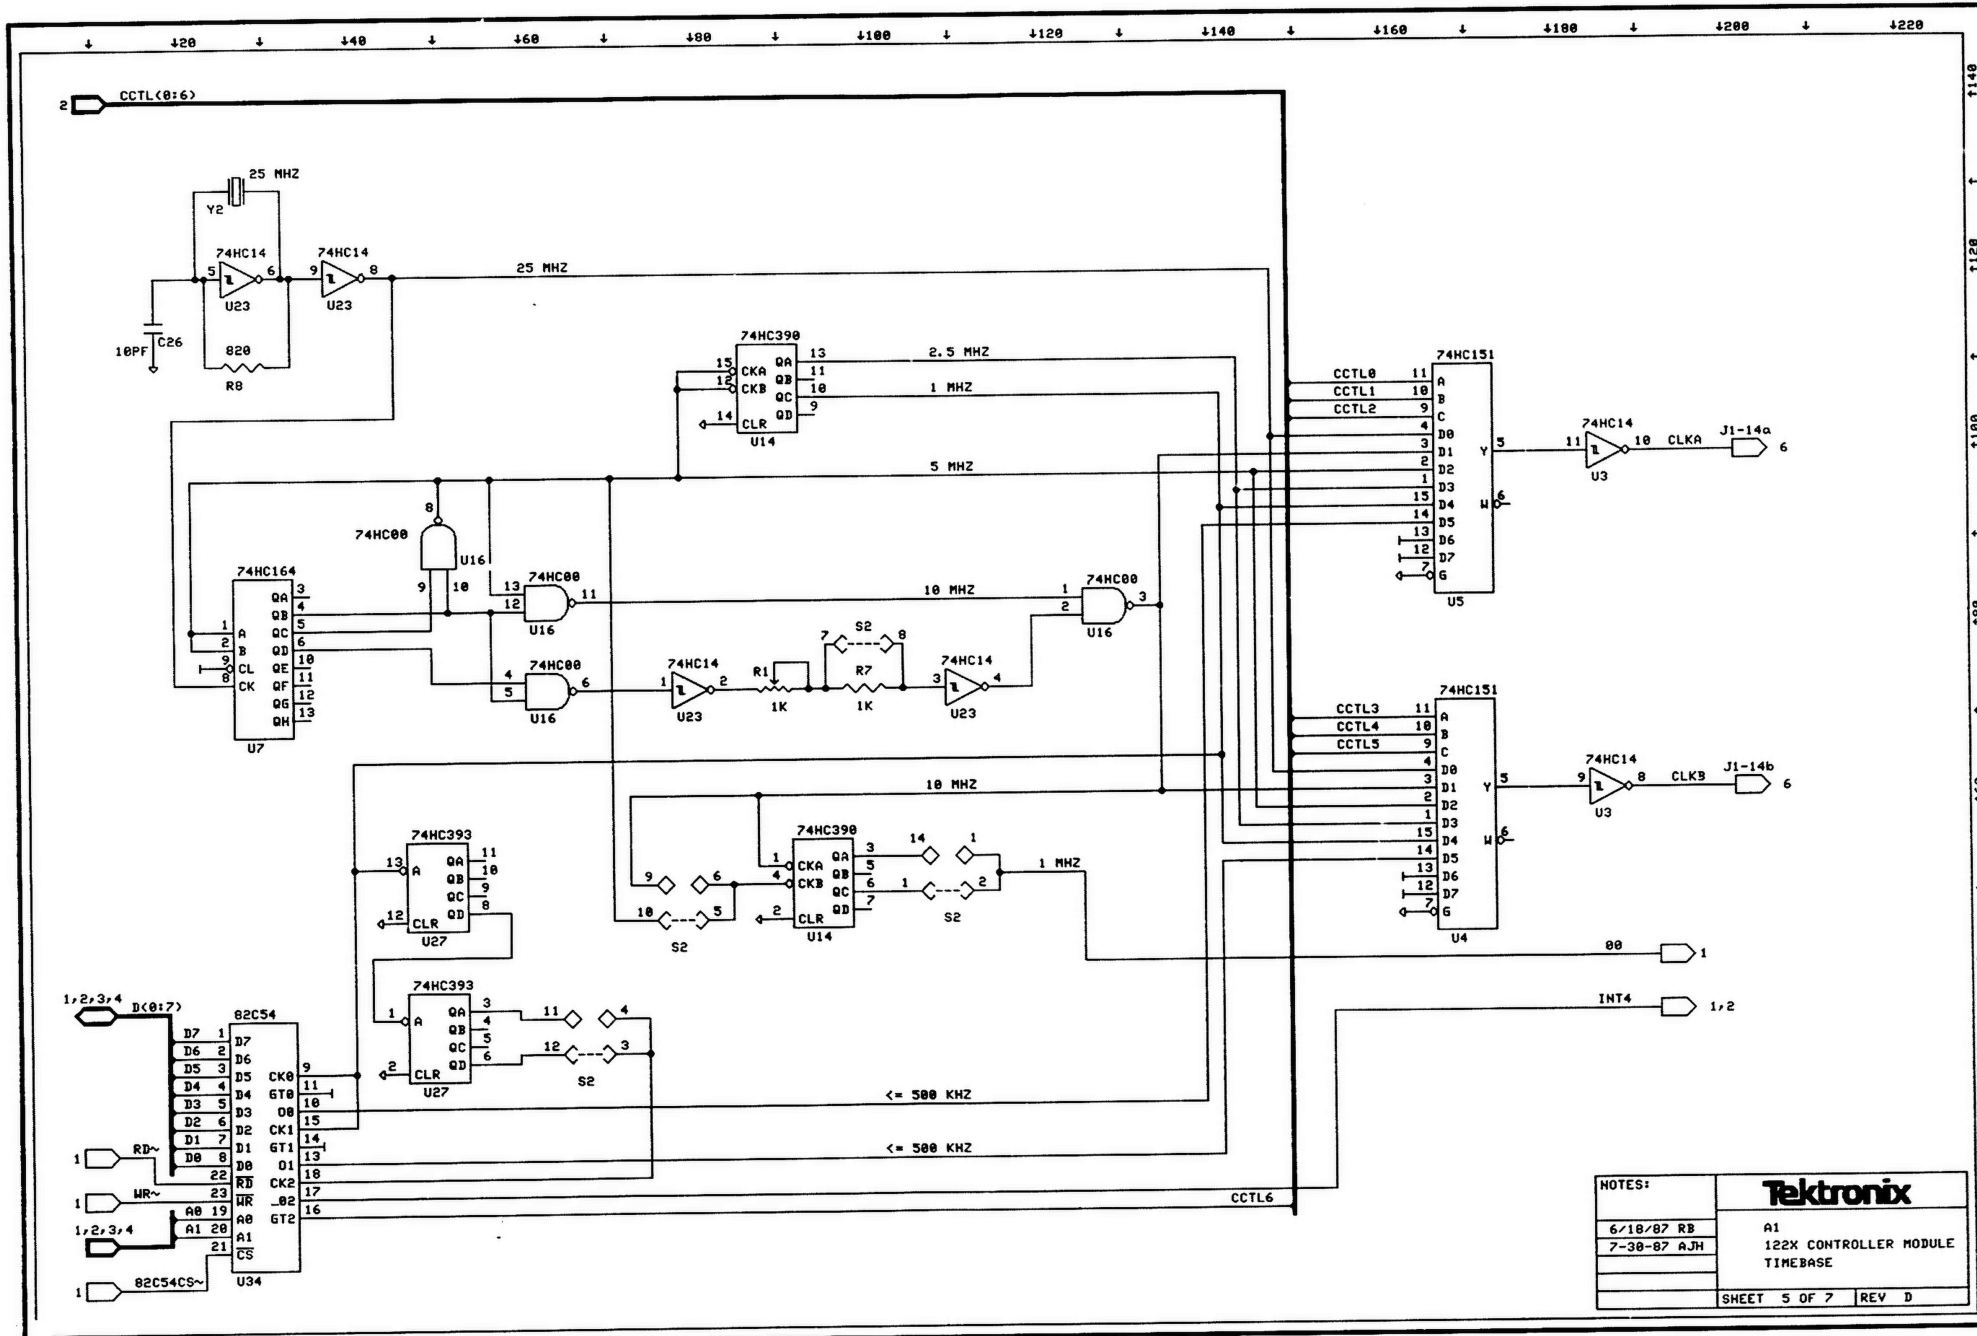 ↓ ↓20 ↓ ↓40 ↓ ↓60 ↓ ↓80 ↓ ↓100 ↓ ↓120 ↓ ↓140 ↓ ↓160 ↓ ↓180 ↓ ↓200 ↓ ↓220
↑140
↑120
↑100
2 CCTL<0:6>
25 MHZ
Y2
74HC14 74HC14
5 6 9 8
U23 U23
25 MHZ
10PF C26
820
R8
74HC390
15 CKA QA 13 2.5 MHZ
12 CKB QB 11
QC 10 1 MHZ
QD 9
14 CLR
U14
5 MHZ
74HC151
CCTL0 11 A
CCTL1 10 B
CCTL2 9 C
4 D0
3 D1 Y 5
2 D2
1 D3
15 D4 W 6
14 D5
13 D6
12 D7
7 G
U5
74HC14
11 10 CLKA J1-14a 6
U3
8
74HC00
U16
9 10
74HC164
QA 3
QB 4
1 A QC 5
2 B QD 6
9 CL QE 10
8 CK QF 11
QG 12
QH 13
U7
74HC00
13 11 10 MHZ
12
U16
74HC00
4 6
5
U16
74HC14
1 2
U23
R1
1K
7 S2 8
R7
1K
74HC14
3 4
U23
74HC00
1 3
2
U16
74HC151
CCTL3 11 A
CCTL4 10 B
CCTL5 9 C
4 D0
3 D1 Y 5
2 D2
1 D3
15 D4 W 6
14 D5
13 D6
12 D7
7 G
U4
74HC14
9 8 CLKB J1-14b 6
U3
10 MHZ
74HC393
13 A QA 11
QB 10
QC 9
QD 8
12 CLR
U27
9 6
10 5
S2
74HC390
1 CKA QA 3
QB 5
4 CKB QC 6
QD 7
2 CLR
U14
14 1
1 2
S2
1 MHZ
00 1
INT4 1,2
74HC393
1 A QA 3
QB 4
QC 5
QD 6
2 CLR
U27
11 4
12 3
S2
1,2,3,4 D<0:7>
82C54
D7 1 D7
D6 2 D6
D5 3 D5 CK0 9
D4 4 D4 GT0 11
D3 5 D3 O0 10
D2 6 D2 CK1 15
D1 7 D1 GT1 14
D0 8 D0 O1 13
1 RD~ 22 RD CK2 18
1 WR~ 23 WR _O2 17
A0 19 A0 GT2 16
1,2,3,4 A1 20 A1
21 CS
1 82C54CS~
U34
<= 500 KHZ
<= 500 KHZ
CCTL6
NOTES:
6/18/87 RB
7-30-87 AJH
Tektronix
A1
122X CONTROLLER MODULE
TIMEBASE
SHEET 5 OF 7 REV D